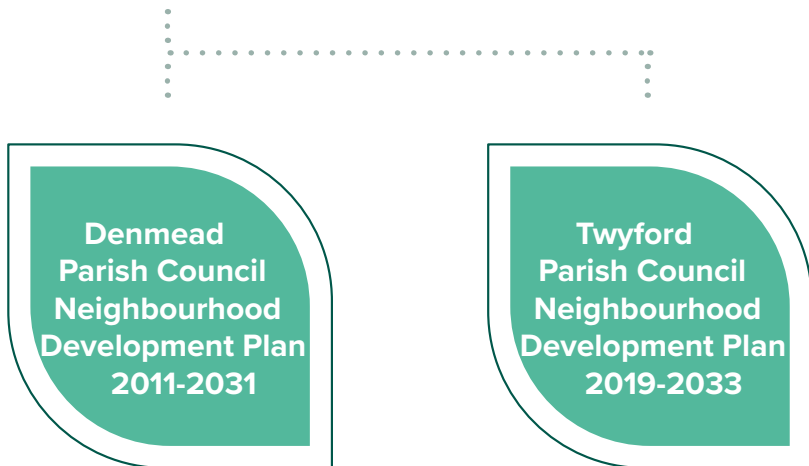 Denmead
Parish Council
Neighbourhood
Development Plan
2011-2031
Twyford
Parish Council
Neighbourhood
Development Plan
2019-2033